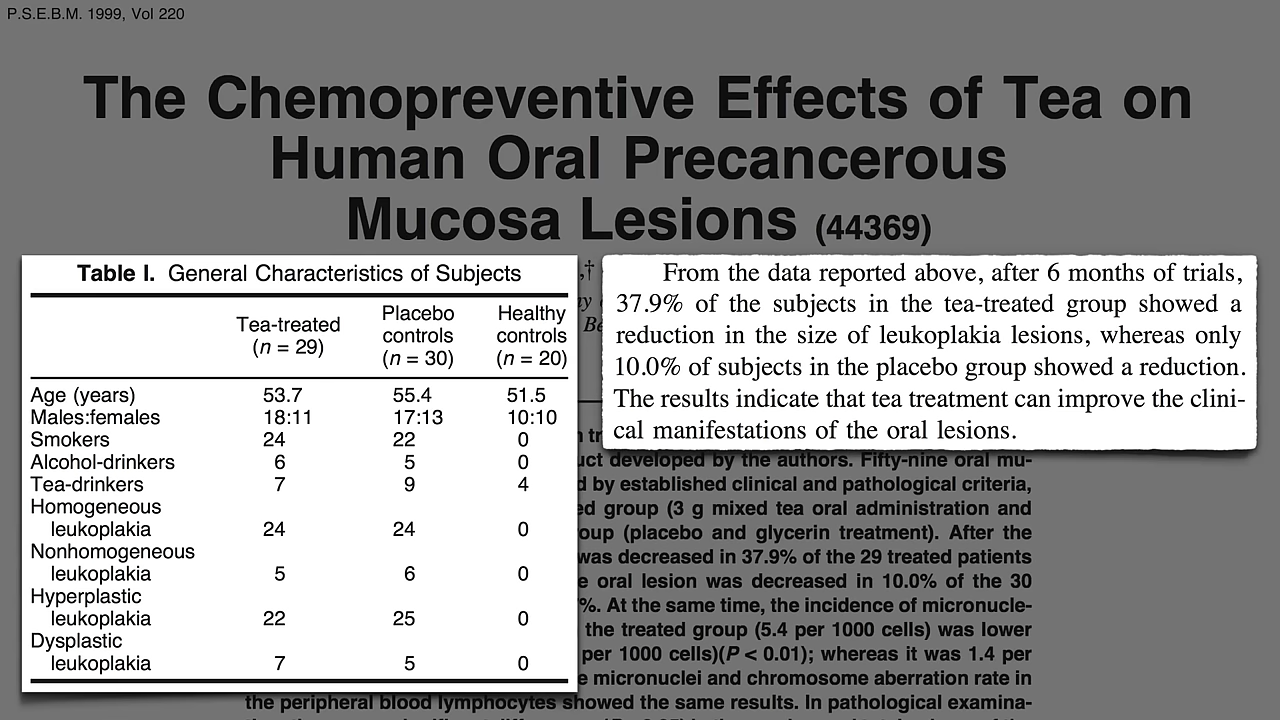 P.S.E.B.M. 1999, Vol 220
The Chemopreventive Effects of Tea on
Human Oral Precancerous
Mucosa Lesions (44369)
Table I. General Characteristics of Subjects
Tea-treated (n = 29) Placebo controls (n = 30) Healthy controls (n = 20)
Age (years) 53.7 55.4 51.5
Males:females 18:11 17:13 10:10
Smokers 24 22 0
Alcohol-drinkers 6 5 0
Tea-drinkers 7 9 4
Homogeneous
leukoplakia 24 24 0
Nonhomogeneous
leukoplakia 5 6 0
Hyperplastic
leukoplakia 22 25 0
Dysplastic
leukoplakia 7 5 0
From the data reported above, after 6 months of trials,
37.9% of the subjects in the tea-treated group showed a
reduction in the size of leukoplakia lesions, whereas only
10.0% of subjects in the placebo group showed a reduction.
The results indicate that tea treatment can improve the clini-
cal manifestations of the oral lesions.
developed by the authors. Fifty-nine oral mu-
by established clinical and pathological criteria,
group (3 g mixed tea oral administration and
(placebo and glycerin treatment). After the
was decreased in 37.9% of the 29 treated patients
oral lesion was decreased in 10.0% of the 30
%. At the same time, the incidence of micronucle-
the treated group (5.4 per 1000 cells) was lower
per 1000 cells)(P < 0.01); whereas it was 1.4 per
micronuclei and chromosome aberration rate in
the peripheral blood lymphocytes showed the same results. In pathological examina-